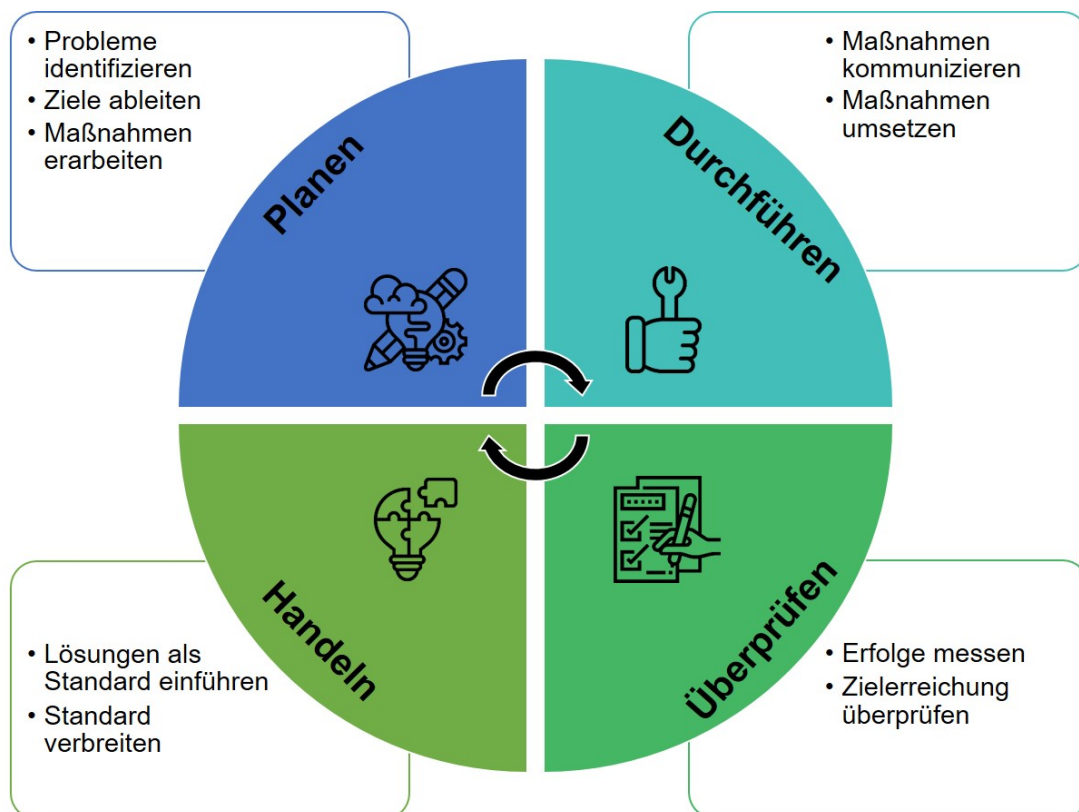 • Probleme
identifizieren
• Ziele ableiten
• Maßnahmen
erarbeiten
Planen
• Maßnahmen
kommunizieren
• Maßnahmen
umsetzen
Durchführen
Handeln
• Lösungen als
Standard einführen
• Standard
verbreiten
Überprüfen
• Erfolge messen
• Zielerreichung
überprüfen